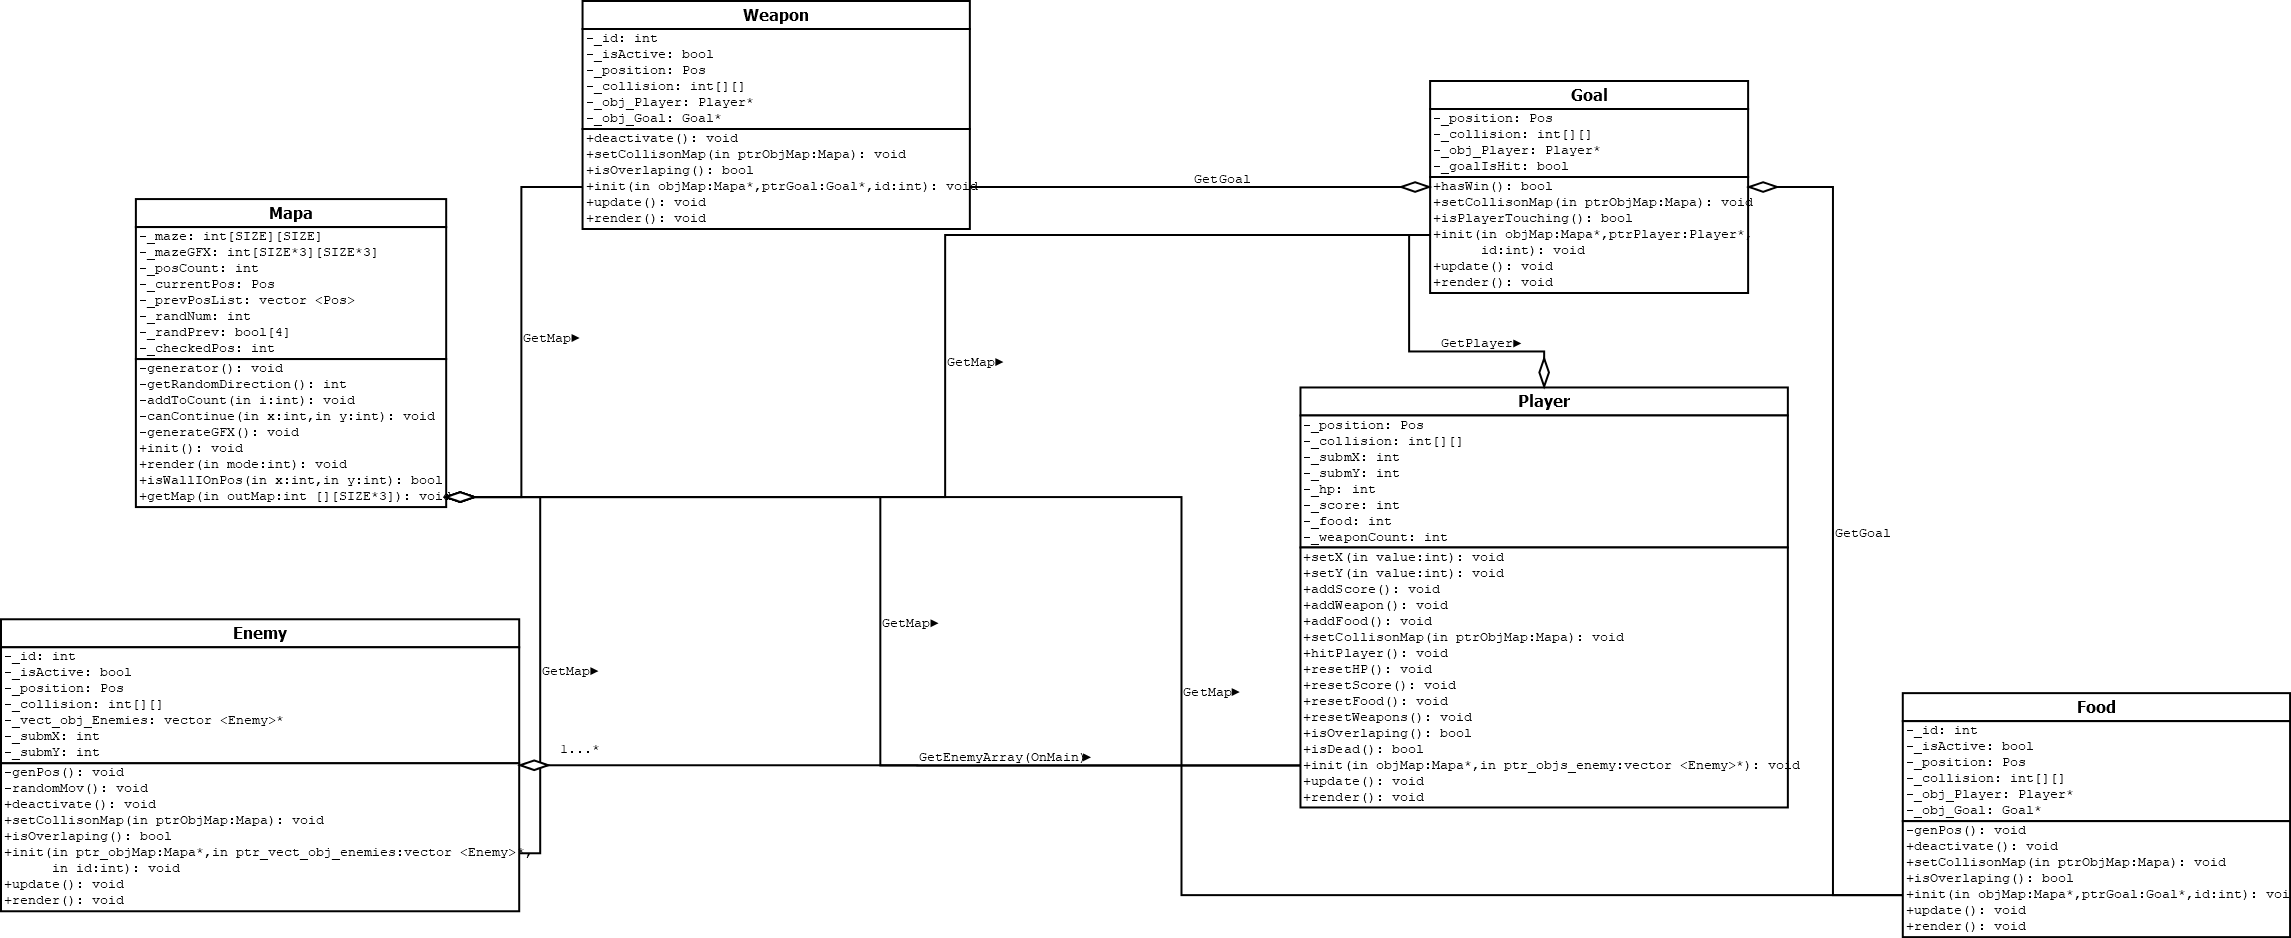 Weapon
-_id: int
-_isActive: bool
-_position: Pos
-_collision: int[][]
-_obj_Player: Player*
-_obj_Goal: Goal*
+deactivate(): void
+setCollisonMap(in ptrObjMap:Mapa): void
+isOverlaping(): bool
+init(in objMap:Mapa*,ptrGoal:Goal*,id:int): void
+update(): void
+render(): void
Goal
-_position: Pos
-_collision: int[][]
-_obj_Player: Player*
-_goalIsHit: bool
+hasWin(): bool
+setCollisonMap(in ptrObjMap:Mapa): void
+isPlayerTouching(): bool
+init(in objMap:Mapa*,ptrPlayer:Player*,
id:int): void
+update(): void
+render(): void
GetGoal
Mapa
-_maze: int[SIZE][SIZE]
-_mazeGFX: int[SIZE*3][SIZE*3]
-_posCount: int
-_currentPos: Pos
-_prevPosList: vector <Pos>
-_randNum: int
-_randPrev: bool[4]
-_checkedPos: int
-generator(): void
-getRandomDirection(): int
-addToCount(in i:int): void
-canContinue(in x:int,in y:int): void
-generateGFX(): void
+init(): void
+render(in mode:int): void
+isWallIOnPos(in x:int,in y:int): bool
+getMap(in outMap:int [][SIZE*3]): void
GetMap►
GetMap►
GetPlayer►
Player
-_position: Pos
-_collision: int[][]
-_submX: int
-_submY: int
-_hp: int
-_score: int
-_food: int
-_weaponCount: int
+setX(in value:int): void
+setY(in value:int): void
+addScore(): void
+addWeapon(): void
+addFood(): void
+setCollisonMap(in ptrObjMap:Mapa): void
+hitPlayer(): void
+resetHP(): void
+resetScore(): void
+resetFood(): void
+resetWeapons(): void
+isOverlaping(): bool
+isDead(): bool
+init(in objMap:Mapa*,in ptr_objs_enemy:vector <Enemy>*): void
+update(): void
+render(): void
GetGoal
GetMap►
GetMap►
GetMap►
1...*
GetEnemyArray(OnMain)►
Enemy
-_id: int
-_isActive: bool
-_position: Pos
-_collision: int[][]
-_vect_obj_Enemies: vector <Enemy>*
-_submX: int
-_submY: int
-genPos(): void
-randomMov(): void
+deactivate(): void
+setCollisonMap(in ptrObjMap:Mapa): void
+isOverlaping(): bool
+init(in ptr_objMap:Mapa*,in ptr_vect_obj_enemies:vector <Enemy>*,
in id:int): void
+update(): void
+render(): void
Food
-_id: int
-_isActive: bool
-_position: Pos
-_collision: int[][]
-_obj_Player: Player*
-_obj_Goal: Goal*
-genPos(): void
+deactivate(): void
+setCollisonMap(in ptrObjMap:Mapa): void
+isOverlaping(): bool
+init(in objMap:Mapa*,ptrGoal:Goal*,id:int): voi
+update(): void
+render(): void